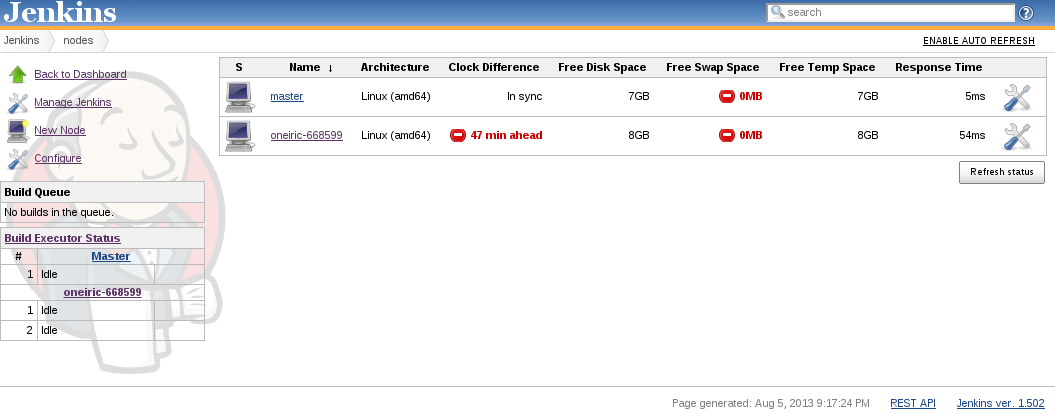 Jenkins
search
Jenkins nodes ENABLE AUTO REFRESH
Back to Dashboard
Manage Jenkins
New Node
Configure
Build Queue
No builds in the queue.
Build Executor Status
# Master
1 Idle
oneiric-668599
1 Idle
2 Idle
S Name ↓ Architecture Clock Difference Free Disk Space Free Swap Space Free Temp Space Response Time
master Linux (amd64) In sync 7GB 0MB 7GB 5ms
oneiric-668599 Linux (amd64) 47 min ahead 8GB 0MB 8GB 54ms
Refresh status
Page generated: Aug 5, 2013 9:17:24 PM REST API Jenkins ver. 1.502